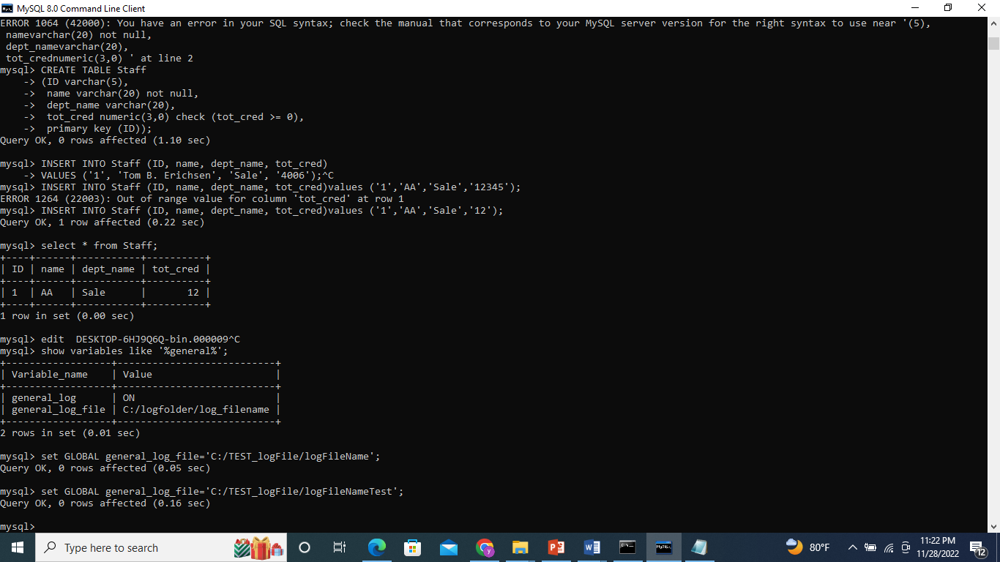 MySQL 8.0 Command Line Client
ERROR 1064 (42000): You have an error in your SQL syntax; check the manual that corresponds to your MySQL server version for the right syntax to use near '(5),
 namevarchar(20) not null,
 dept_namevarchar(20),
 tot_crednumeric(3,0) ' at line 2
mysql> CREATE TABLE Staff
    -> (ID varchar(5),
    ->  name varchar(20) not null,
    ->  dept_name varchar(20),
    ->  tot_cred numeric(3,0) check (tot_cred >= 0),
    ->  primary key (ID));
Query OK, 0 rows affected (1.10 sec)

mysql> INSERT INTO Staff (ID, name, dept_name, tot_cred)
    -> VALUES ('1', 'Tom B. Erichsen', 'Sale', '4006');^C
mysql> INSERT INTO Staff (ID, name, dept_name, tot_cred)values ('1','AA','Sale','12345');
ERROR 1264 (22003): Out of range value for column 'tot_cred' at row 1
mysql> INSERT INTO Staff (ID, name, dept_name, tot_cred)values ('1','AA','Sale','12');
Query OK, 1 row affected (0.22 sec)

mysql> select * from Staff;
+----+------+-----------+----------+
| ID | name | dept_name | tot_cred |
+----+------+-----------+----------+
| 1  | AA   | Sale      |       12 |
+----+------+-----------+----------+
1 row in set (0.00 sec)

mysql> edit  DESKTOP-6HJ9Q6Q-bin.000009^C
mysql> show variables like '%general%';
+------------------+---------------------------+
| Variable_name    | Value                     |
+------------------+---------------------------+
| general_log      | ON                        |
| general_log_file | C:/logfolder/log_filename |
+------------------+---------------------------+
2 rows in set (0.01 sec)

mysql> set GLOBAL general_log_file='C:/TEST_logFile/logFileName';
Query OK, 0 rows affected (0.05 sec)

mysql> set GLOBAL general_log_file='C:/TEST_logFile/logFileNameTest';
Query OK, 0 rows affected (0.16 sec)

mysql>
Type here to search
80°F
11:22 PM
11/28/2022
12